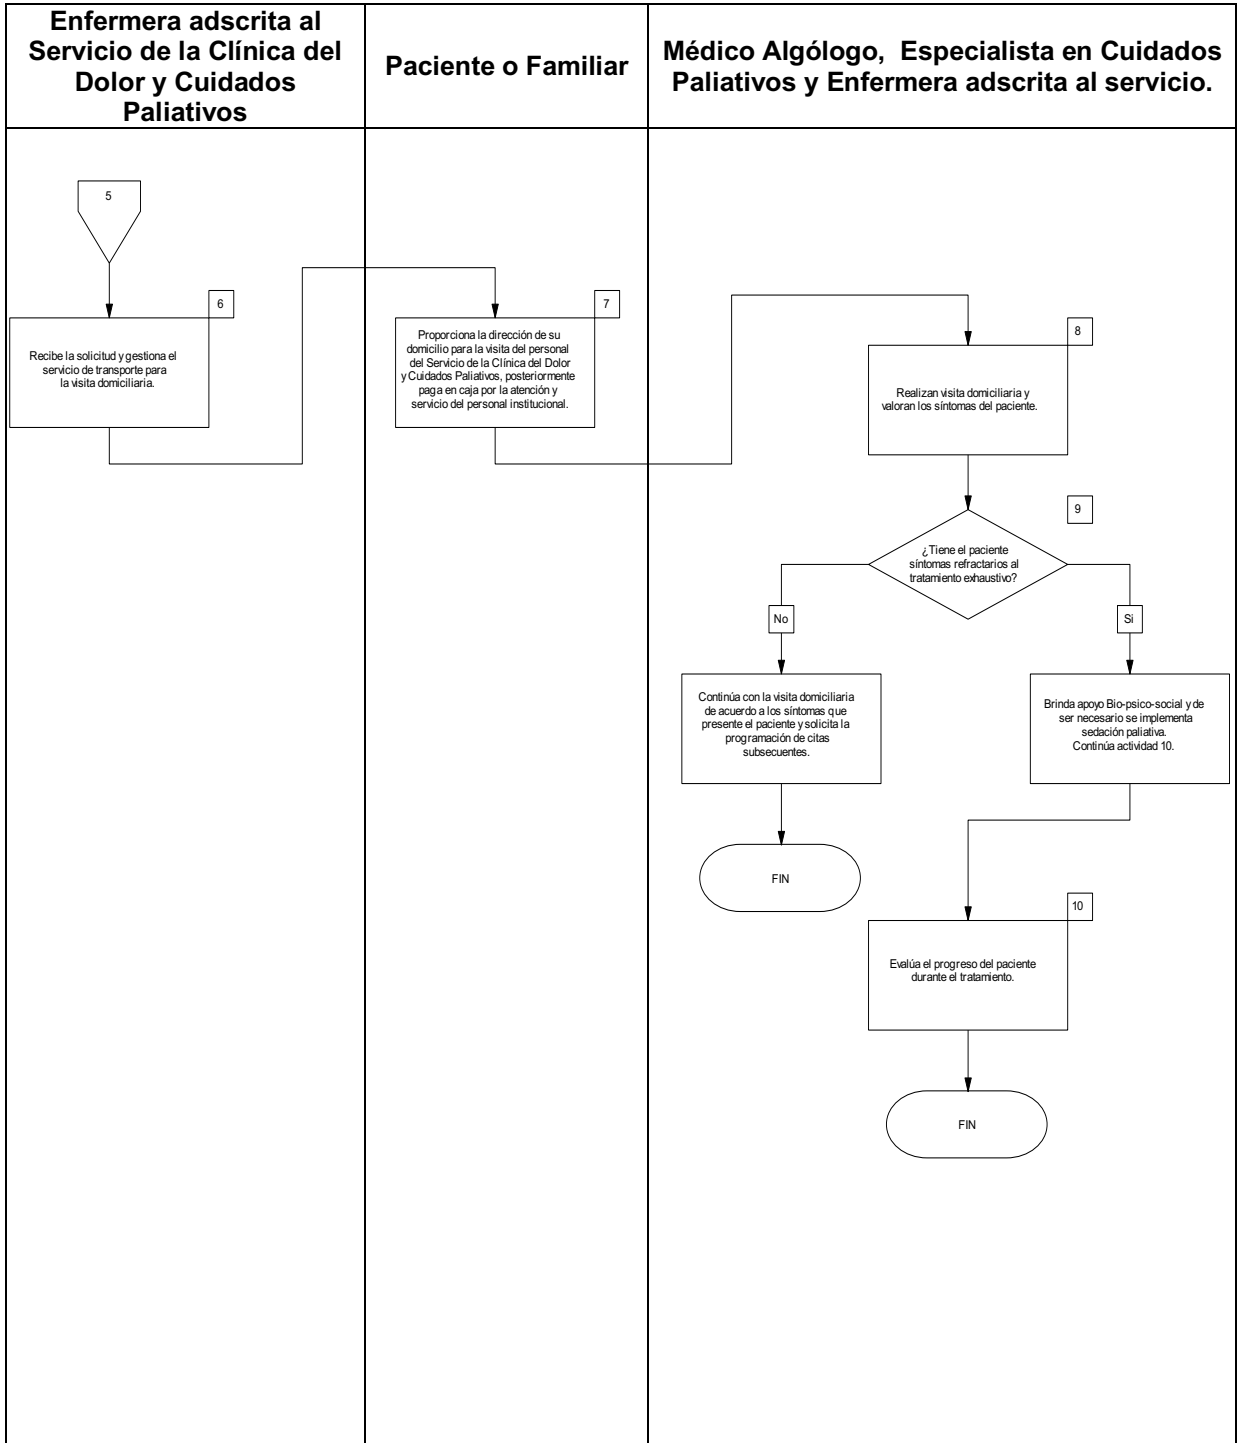 Enfermera adscrita al
Servicio de la Clínica del
Dolor y Cuidados
Paliativos
Paciente o Familiar
Médico Algólogo, Especialista en Cuidados
Paliativos y Enfermera adscrita al servicio.
5
6
Recibe la solicitud y gestiona el
servicio de transporte para
la visita domiciliaria.
7
Proporciona la dirección de su
domicilio para la visita del personal
del Servicio de la Clínica del Dolor
y Cuidados Paliativos, posteriormente
paga en caja por la atención y
servicio del personal institucional.
8
Realizan visita domiciliaria y
valoran los síntomas del paciente.
9
¿Tiene el paciente
síntomas refractarios al
tratamiento exhaustivo?
No
Si
Continúa con la visita domiciliaria
de acuerdo a los síntomas que
presente el paciente y solicita la
programación de citas
subsecuentes.
Brinda apoyo Bio-psico-social y de
ser necesario se implementa
sedación paliativa.
Continúa actividad 10.
FIN
10
Evalúa el progreso del paciente
durante el tratamiento.
FIN